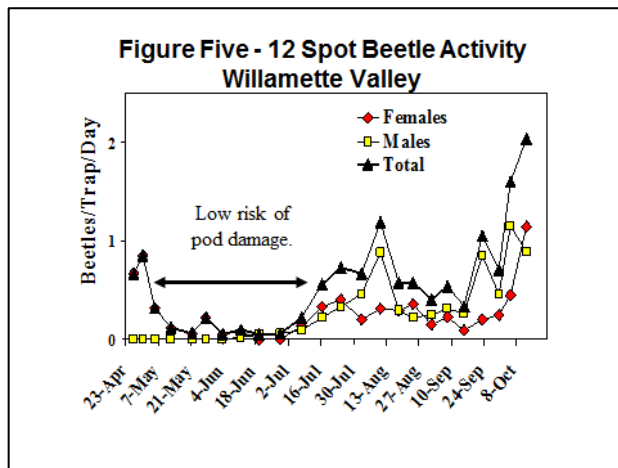 Figure Five - 12 Spot Beetle Activity
Willamette Valley
Females
Males
Total
Beetles/Trap/Day
2
1
0
Low risk of
pod damage.
23-Apr
7-May
21-May
4-Jun
18-Jun
2-Jul
16-Jul
30-Jul
13-Aug
27-Aug
10-Sep
24-Sep
8-Oct